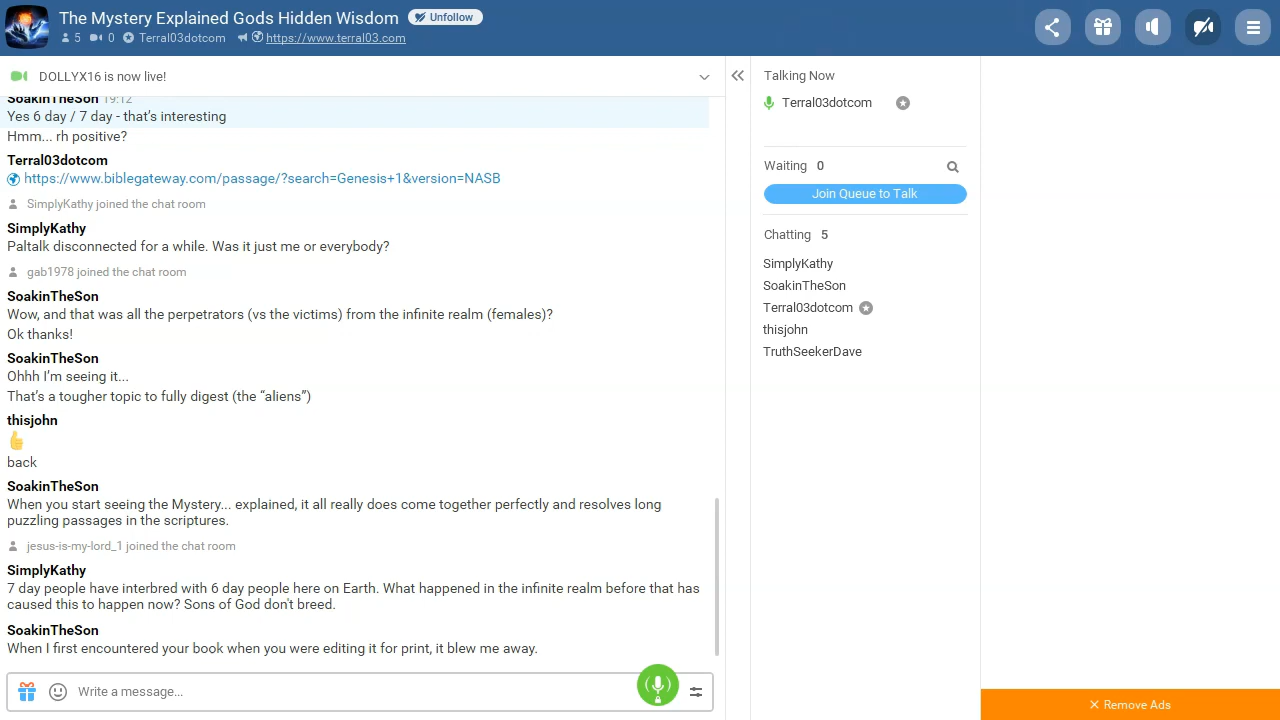 The Mystery Explained Gods Hidden Wisdom
Unfollow
5 0 Terral03dotcom https://www.terral03.com
DOLLYX16 is now live!
SoakinTheSon 19:12
Yes 6 day / 7 day - that’s interesting
Hmm... rh positive?
Terral03dotcom
https://www.biblegateway.com/passage/?search=Genesis+1&version=NASB
SimplyKathy joined the chat room
SimplyKathy
Paltalk disconnected for a while. Was it just me or everybody?
gab1978 joined the chat room
SoakinTheSon
Wow, and that was all the perpetrators (vs the victims) from the infinite realm (females)?
Ok thanks!
SoakinTheSon
Ohhh I’m seeing it...
That’s a tougher topic to fully digest (the “aliens”)
thisjohn
back
SoakinTheSon
When you start seeing the Mystery... explained, it all really does come together perfectly and resolves long
puzzling passages in the scriptures.
jesus-is-my-lord_1 joined the chat room
SimplyKathy
7 day people have interbred with 6 day people here on Earth. What happened in the infinite realm before that has
caused this to happen now? Sons of God don't breed.
SoakinTheSon
When I first encountered your book when you were editing it for print, it blew me away.
Write a message...
Talking Now
Terral03dotcom
Waiting 0
Join Queue to Talk
Chatting 5
SimplyKathy
SoakinTheSon
Terral03dotcom
thisjohn
TruthSeekerDave
Remove Ads